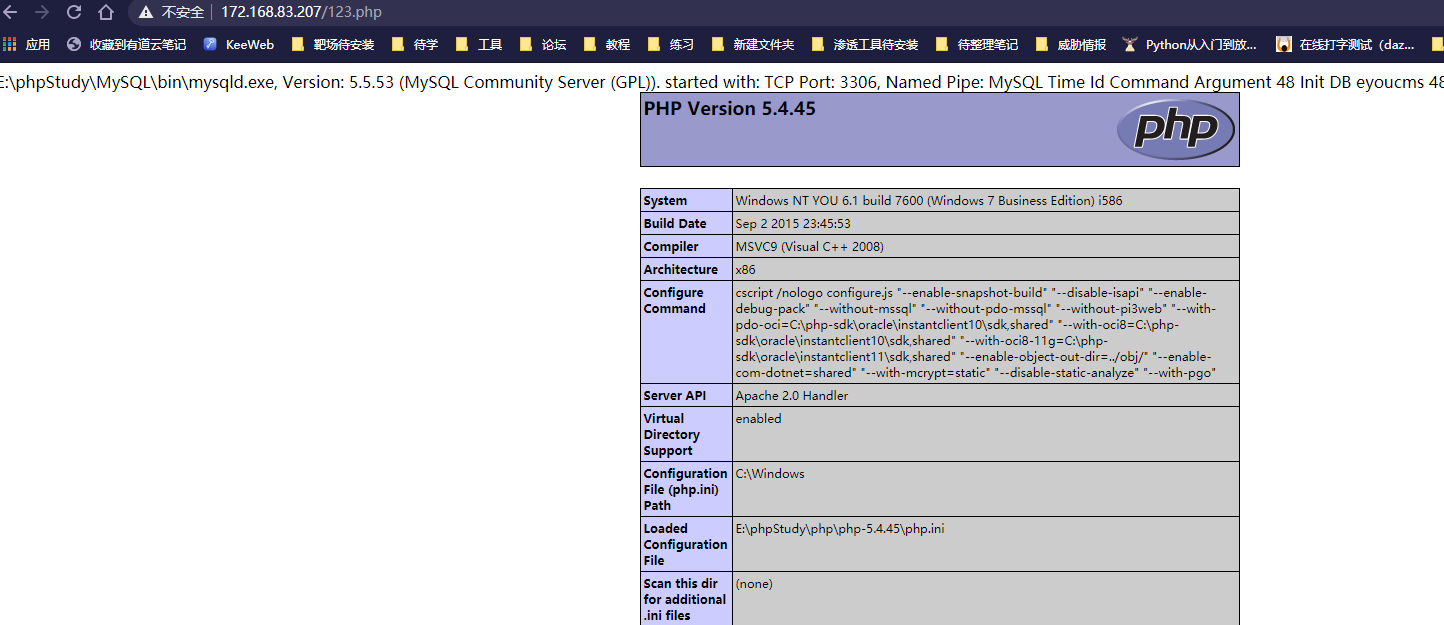 不安全 172.168.83.207/123.php
应用 收藏到有道云笔记 KeeWeb 靶场待安装 待学 工具 论坛 教程 练习 新建文件夹 渗透工具待安装 待整理笔记 威胁情报 Python从入门到放... 在线打字测试（daz...
E:\phpStudy\MySQL\bin\mysqld.exe, Version: 5.5.53 (MySQL Community Server (GPL)). started with: TCP Port: 3306, Named Pipe: MySQL Time Id Command Argument 48 Init DB eyoucms 48
PHP Version 5.4.45
php
System Windows NT YOU 6.1 build 7600 (Windows 7 Business Edition) i586
Build Date Sep 2 2015 23:45:53
Compiler MSVC9 (Visual C++ 2008)
Architecture x86
Configure Command
cscript /nologo configure.js "--enable-snapshot-build" "--disable-isapi" "--enable-
debug-pack" "--without-mssql" "--without-pdo-mssql" "--without-pi3web" "--with-
pdo-oci=C:\php-sdk\oracle\instantclient10\sdk,shared" "--with-oci8=C:\php-
sdk\oracle\instantclient10\sdk,shared" "--with-oci8-11g=C:\php-
sdk\oracle\instantclient11\sdk,shared" "--enable-object-out-dir=../obj/" "--enable-
com-dotnet=shared" "--with-mcrypt=static" "--disable-static-analyze" "--with-pgo"
Server API Apache 2.0 Handler
Virtual enabled
Directory
Support
Configuration C:\Windows
File (php.ini)
Path
Loaded E:\phpStudy\php\php-5.4.45\php.ini
Configuration
File
Scan this dir (none)
for additional
.ini files